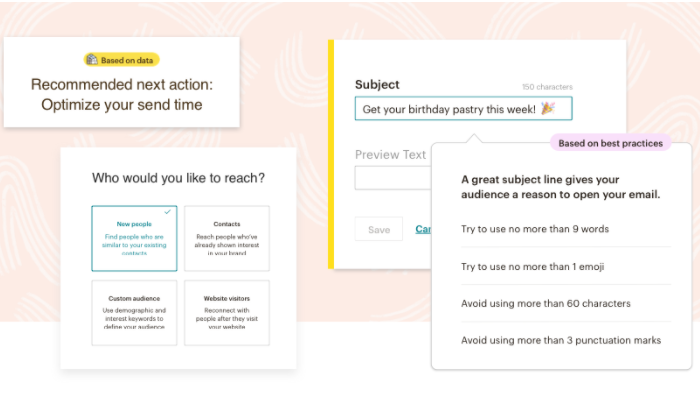 Based on data
Recommended next action:
Optimize your send time
Who would you like to reach?
New people
Find people who are
similar to your existing
contacts
Contacts
Reach people who've
already shown interest
in your brand
Custom audience
Use demographic and
interest keywords to
define your audience
Website visitors
Reconnect with
people after they visit
your website
Subject
150 characters
Get your birthday pastry this week! 🎉
Preview Text
Save
Can
Based on best practices
A great subject line gives your
audience a reason to open your email.
Try to use no more than 9 words
Try to use no more than 1 emoji
Avoid using more than 60 characters
Avoid using more than 3 punctuation marks